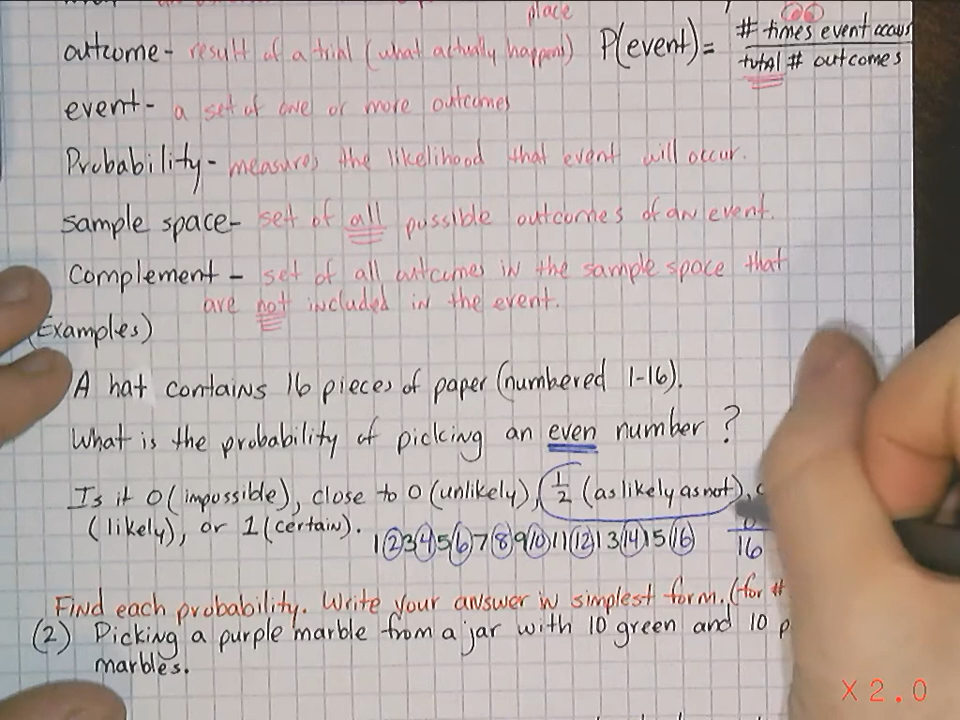 place
outcome - result of a trial (what actually happens) P(event) = # times event occurs
total # outcomes
event - a set of one or more outcomes
Probability - measures the likelihood that event will occur.
sample space - set of all possible outcomes of an event.
Complement - set of all outcomes in the sample space that
are not included in the event.
(Examples)
A hat contains 16 pieces of paper (numbered 1-16).
What is the probability of picking an even number?
Is it 0 (impossible), close to 0 (unlikely), 1/2 (as likely as not),
(likely), or 1 (certain). 1 2 3 4 5 6 7 8 9 10 11 12 13 14 15 16
16
Find each probability. Write your answer in simplest form. (for #
(2) Picking a purple marble from a jar with 10 green and 10 p
marbles.
X2.0